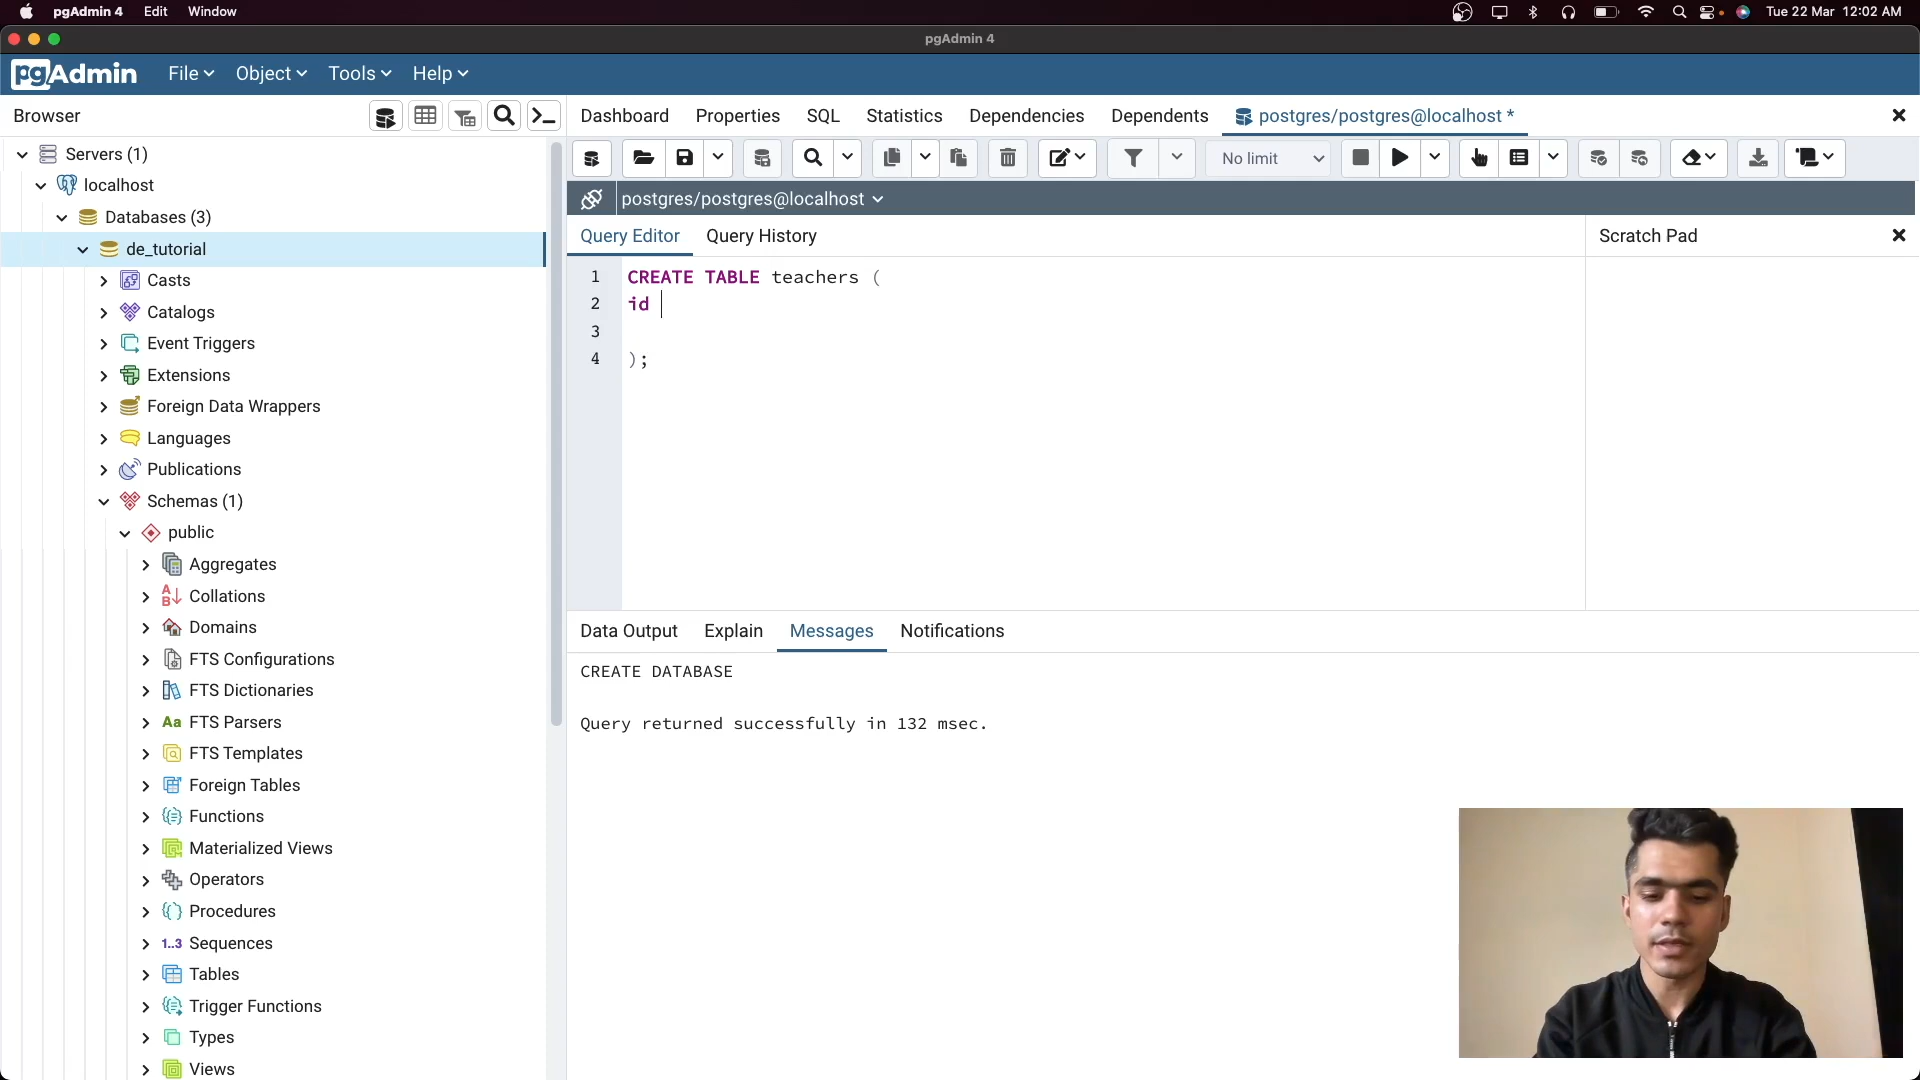 pgAdmin 4 Edit Window Tue 22 Mar 12:02 AM
pgAdmin 4
pgAdmin File Object Tools Help
Browser
Dashboard Properties SQL Statistics Dependencies Dependents postgres/postgres@localhost *
No limit
postgres/postgres@localhost
Query Editor Query History
Scratch Pad
1 CREATE TABLE teachers (
2 id
3
4 );
Data Output Explain Messages Notifications
CREATE DATABASE
Query returned successfully in 132 msec.
Servers (1)
localhost
Databases (3)
de_tutorial
Casts
Catalogs
Event Triggers
Extensions
Foreign Data Wrappers
Languages
Publications
Schemas (1)
public
Aggregates
Collations
Domains
FTS Configurations
FTS Dictionaries
Aa FTS Parsers
FTS Templates
Foreign Tables
Functions
Materialized Views
Operators
Procedures
1..3 Sequences
Tables
Trigger Functions
Types
Views